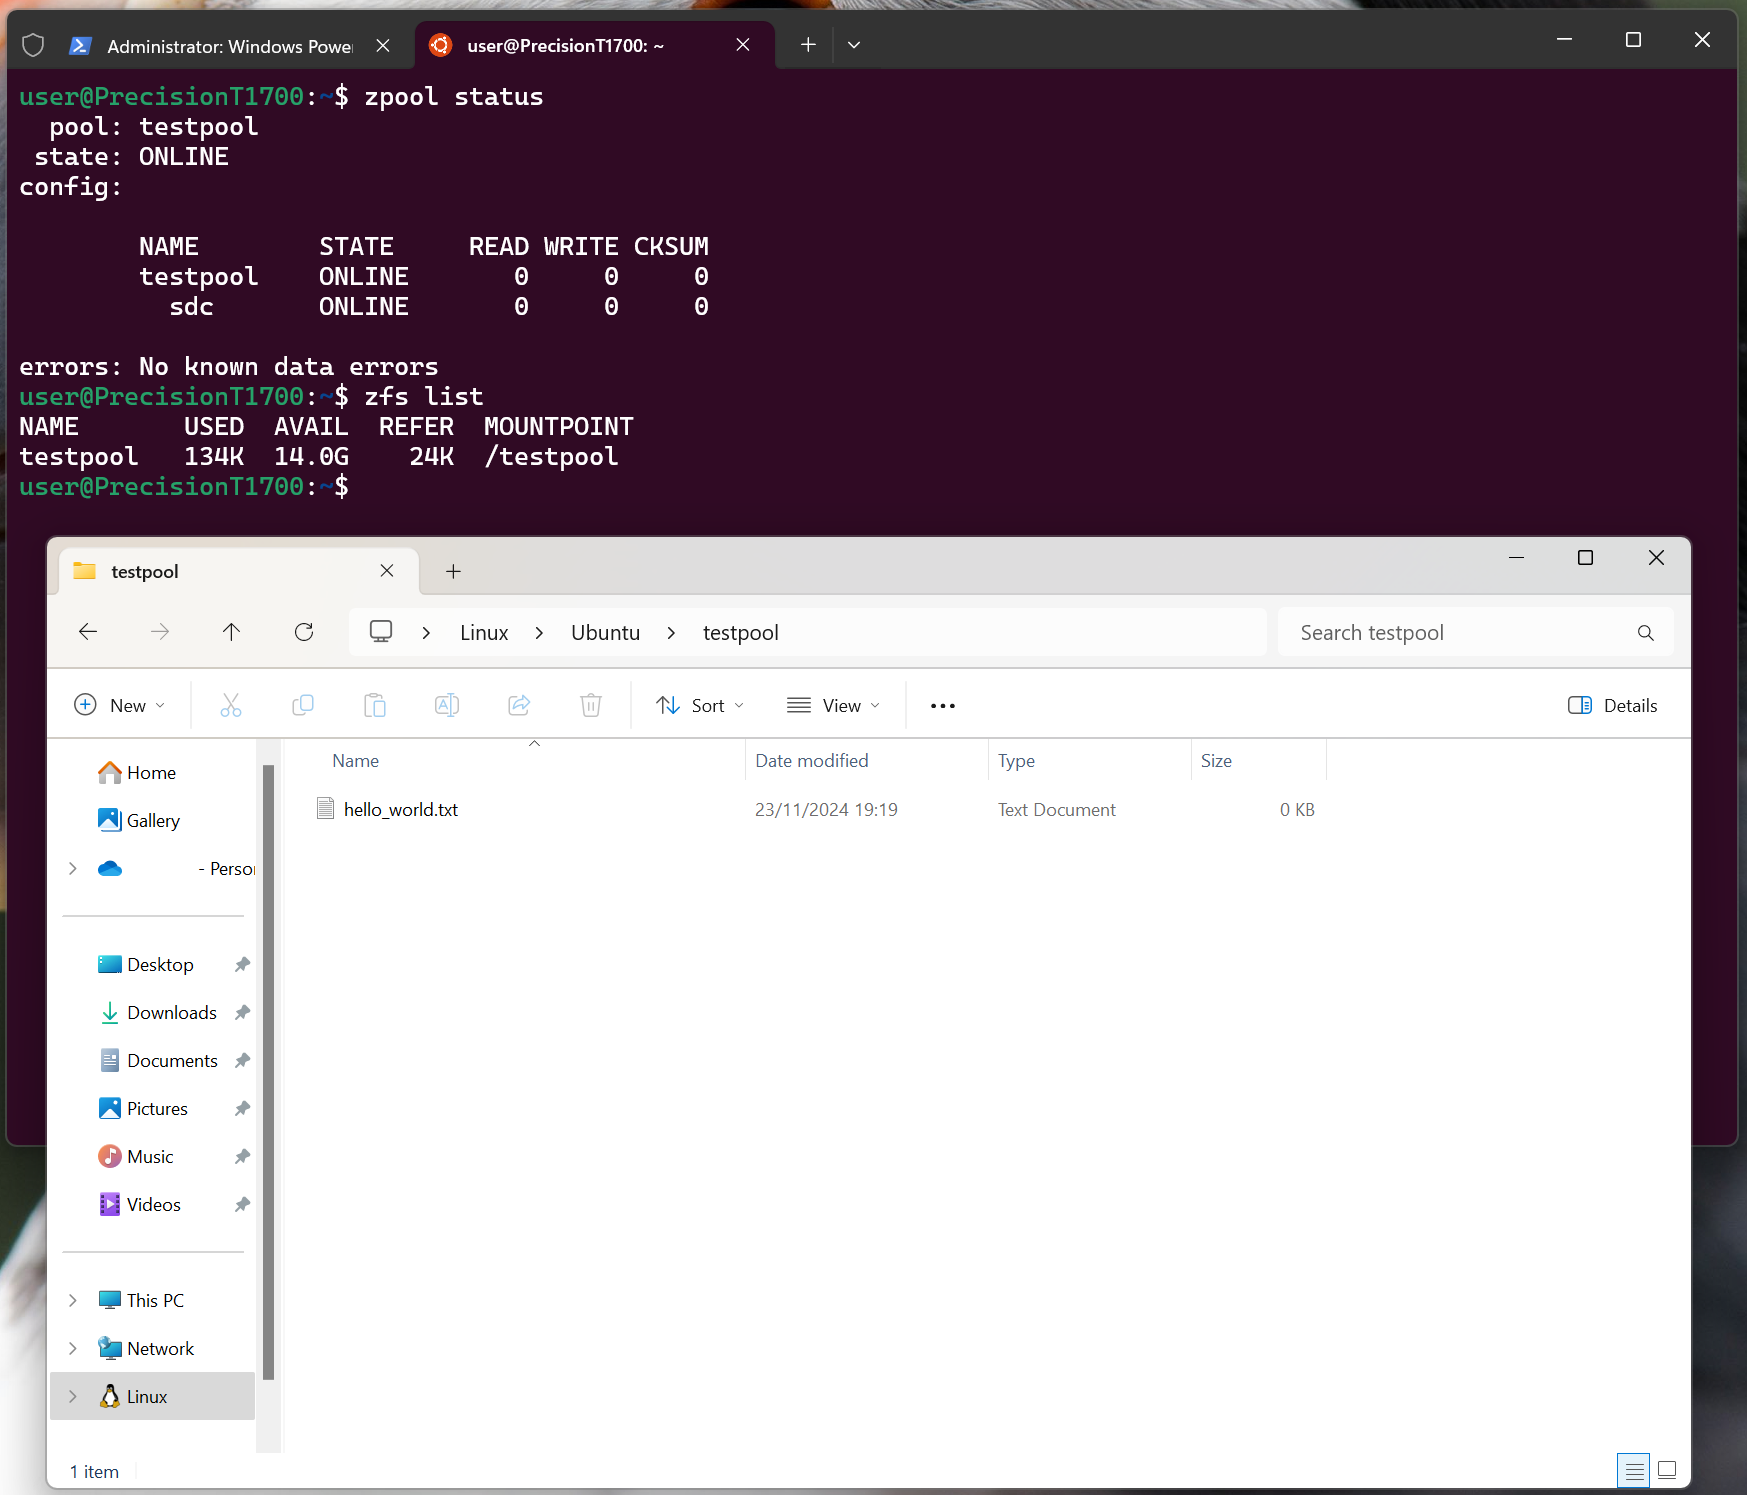 Administrator: Windows Power
user@PrecisionT1700: ~
user@PrecisionT1700:~$ zpool status
  pool: testpool
 state: ONLINE
config:
        NAME        STATE     READ WRITE CKSUM
        testpool    ONLINE       0     0     0
          sdc       ONLINE       0     0     0
errors: No known data errors
user@PrecisionT1700:~$ zfs list
NAME       USED  AVAIL  REFER  MOUNTPOINT
testpool   134K  14.0G    24K  /testpool
user@PrecisionT1700:~$
testpool
Linux > Ubuntu > testpool
Search testpool
New
Sort
View
Details
Name Date modified Type Size
hello_world.txt 23/11/2024 19:19 Text Document 0 KB
Home
Gallery
- Person
Desktop
Downloads
Documents
Pictures
Music
Videos
This PC
Network
Linux
1 item